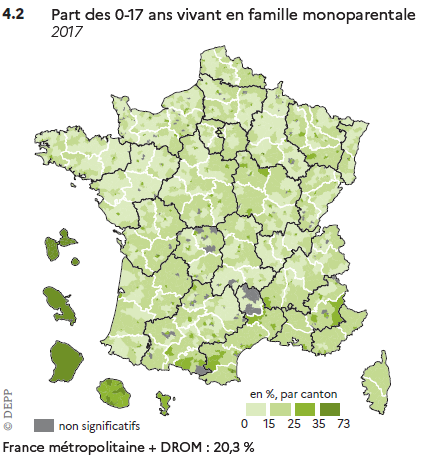 4.2 Part des 0-17 ans vivant en famille monoparentale
2017
en %, par canton
0 15 25 35 73
non significatifs
© DEPP
France métropolitaine + DROM : 20,3 %